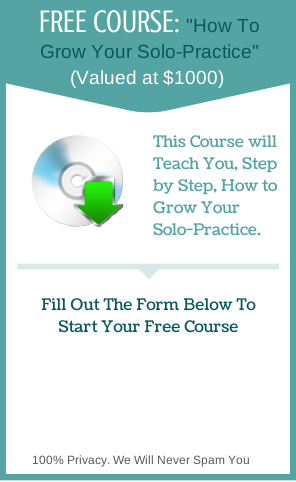 FREE COURSE: "How To
Grow Your Solo-Practice"
(Valued at $1000)
This Course will
Teach You, Step
by Step, How to
Grow Your
Solo-Practice.
Fill Out The Form Below To
Start Your Free Course
100% Privacy. We Will Never Spam You